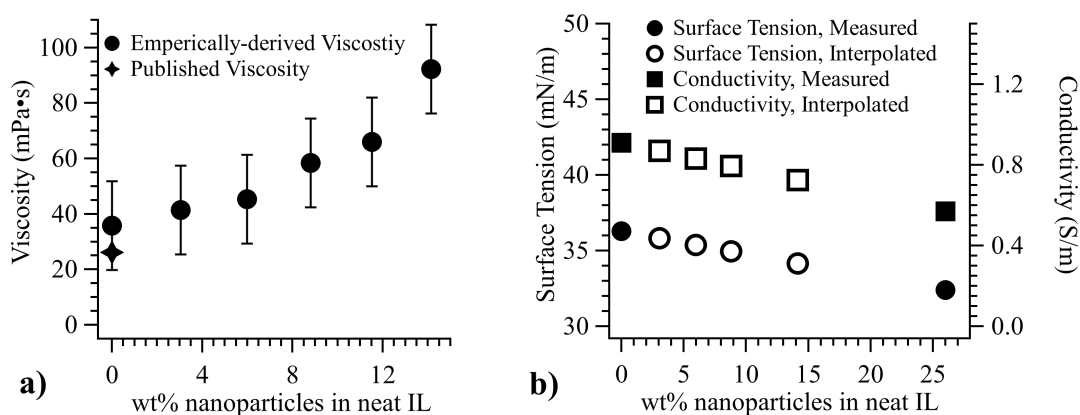 Emperically-derived Viscostiy
Published Viscosity
Viscosity (mPa•s)
100
80
60
40
20
0
0
4
8
12
wt% nanoparticles in neat IL
a)
Surface Tension, Measured
Surface Tension, Interpolated
Conductivity, Measured
Conductivity, Interpolated
Surface Tension (mN/m)
50
45
40
35
30
Conductivity (S/m)
1.2
0.8
0.4
0.0
0
5
10
15
20
25
wt% nanoparticles in neat IL
b)